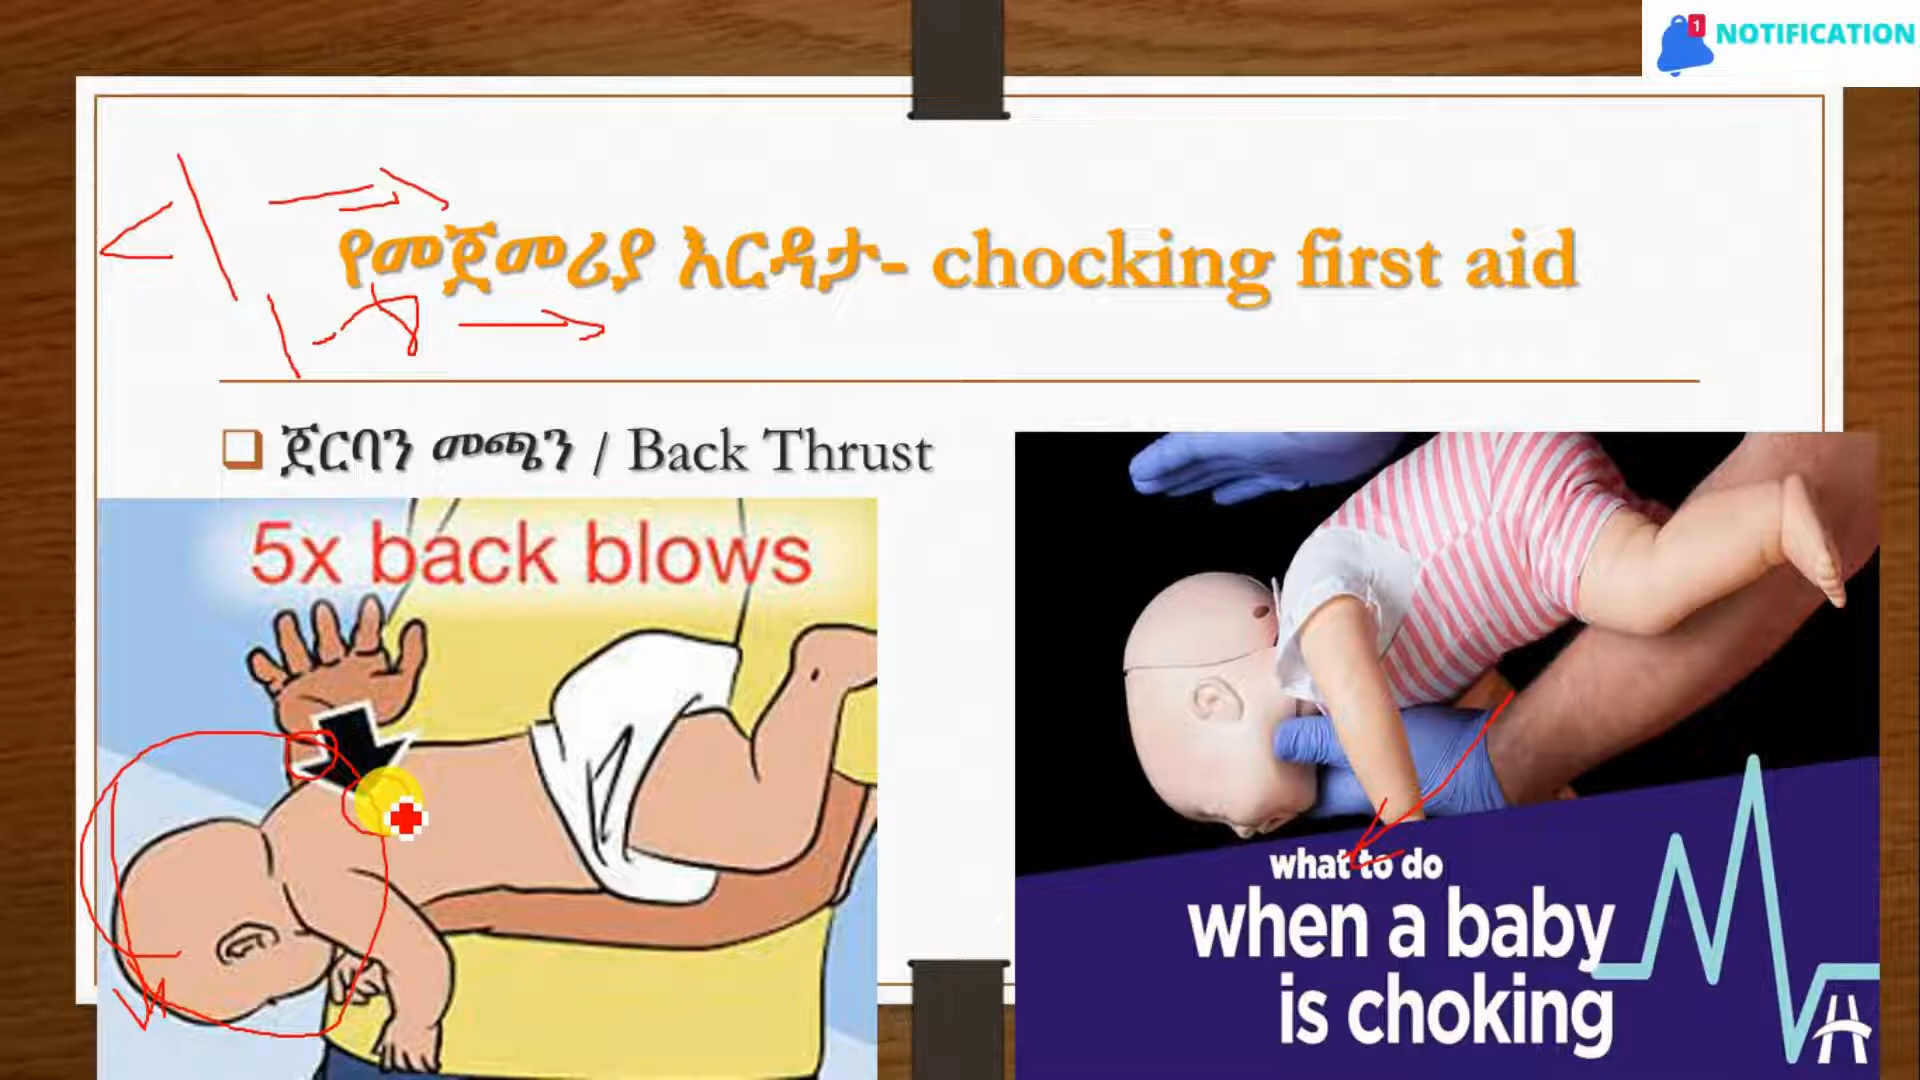 1 NOTIFICATION
የመጀመሪያ እርዳታ- chocking first aid
ጀርባን መጫን / Back Thrust
5x back blows
what to do
when a baby
is choking